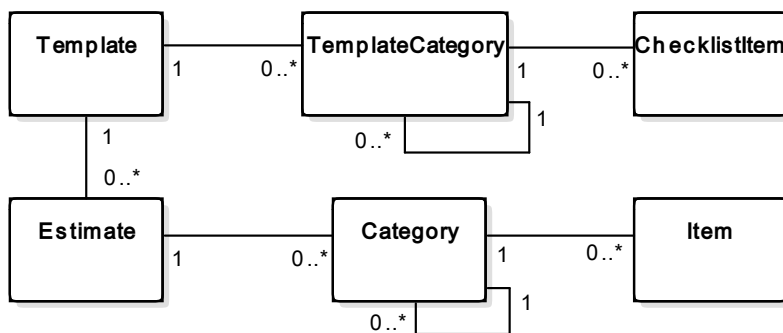 Template
TemplateCategory
ChecklistItem
1
0..*
1
0..*
1
0..*
1
0..*
Estimate
Category
Item
1
0..*
1
0..*
1
0..*